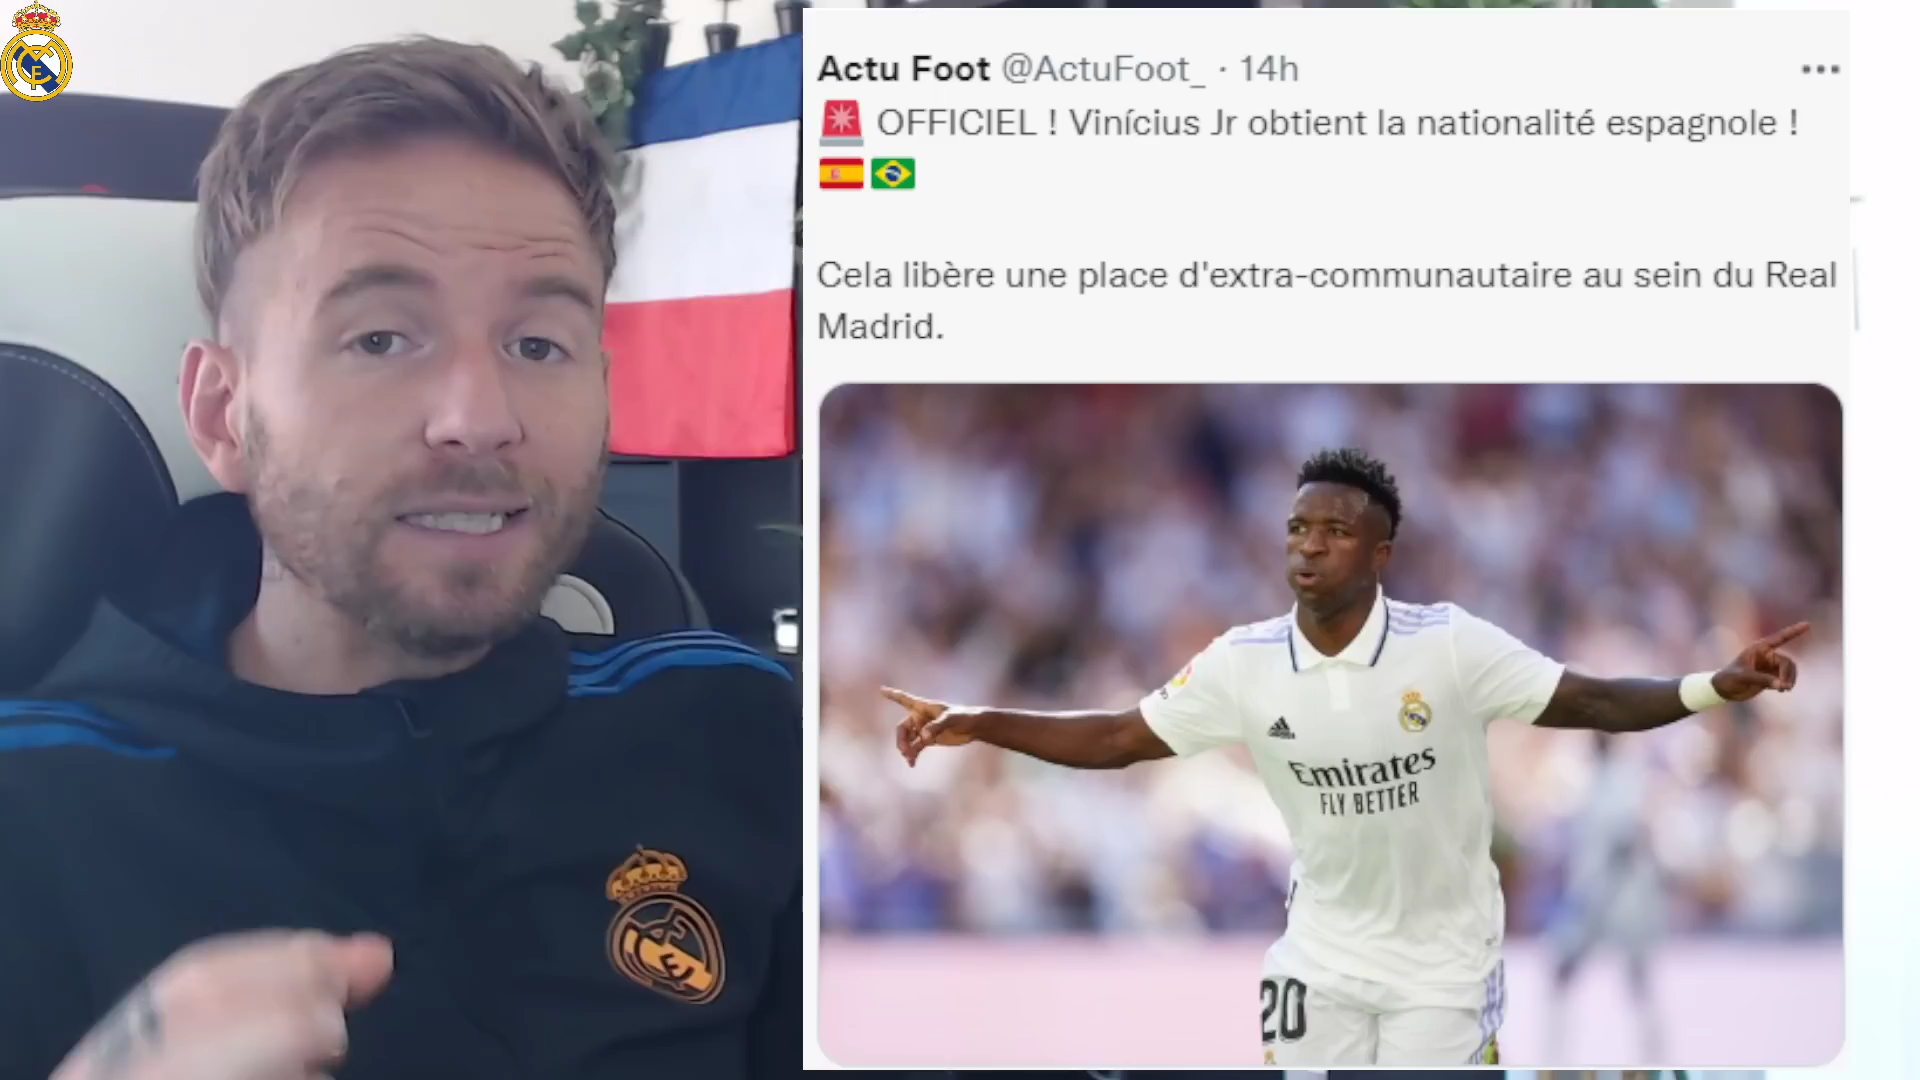 Actu Foot @ActuFoot_ · 14h
OFFICIEL ! Vinícius Jr obtient la nationalité espagnole !
Cela libère une place d'extra-communautaire au sein du Real
Madrid.
Emirates
FLY BETTER
20